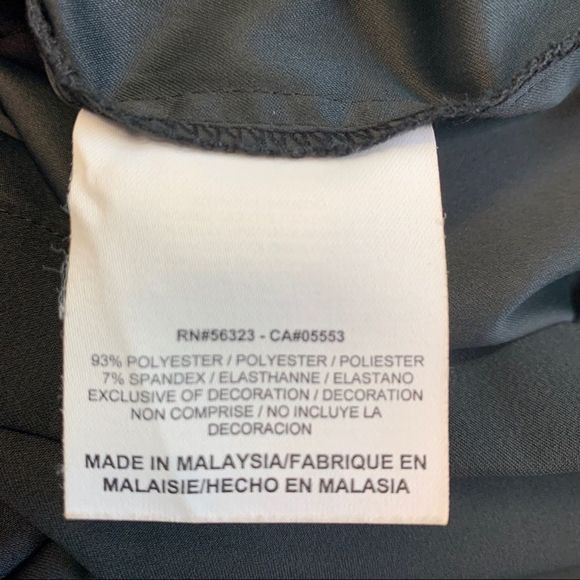 RN#56323 - CA#05553
93% POLYESTER / POLYESTER / POLIESTER
7% SPANDEX / ELASTHANNE / ELASTANO
EXCLUSIVE OF DECORATION / DECORATION
NON COMPRISE / NO INCLUYE LA
DECORACION
MADE IN MALAYSIA/FABRIQUE EN
MALAISIE/HECHO EN MALASIA